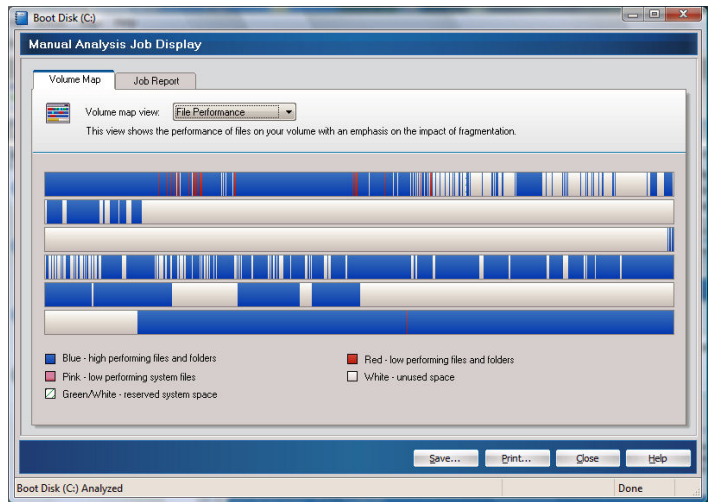 Boot Disk (C:)
Manual Analysis Job Display
Volume Map
Job Report
Volume map view: File Performance
This view shows the performance of files on your volume with an emphasis on the impact of fragmentation.
Blue - high performing files and folders
Red - low performing files and folders
Pink - low performing system files
White - unused space
Green/White - reserved system space
Save...
Print...
Close
Help
Boot Disk (C:) Analyzed
Done